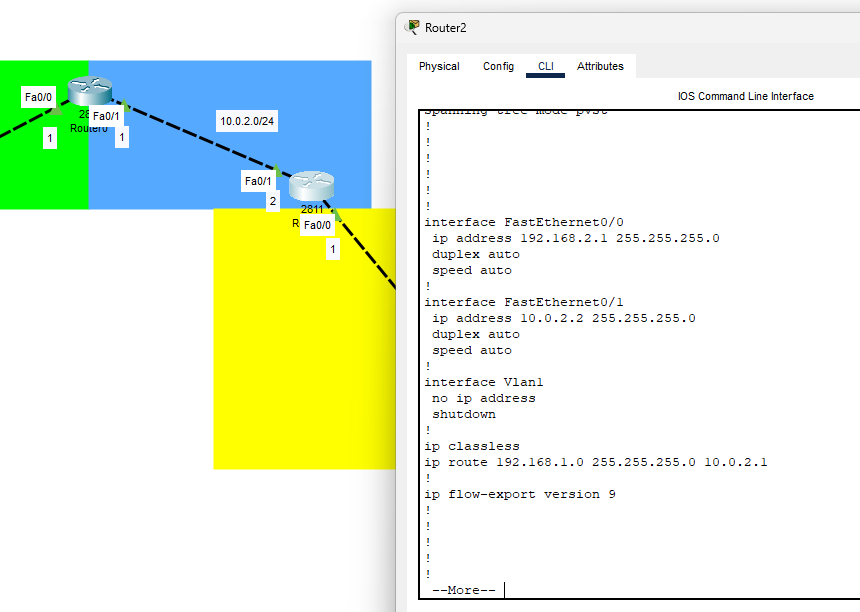 Router2
Physical Config CLI Attributes
IOS Command Line Interface
Fa0/0
Fa0/1
1
1
10.0.2.0/24
Fa0/1
2
2811
Fa0/0
1
spanning-tree mode pvst
!
!
!
!
!
!
interface FastEthernet0/0
ip address 192.168.2.1 255.255.255.0
duplex auto
speed auto
!
interface FastEthernet0/1
ip address 10.0.2.2 255.255.255.0
duplex auto
speed auto
!
interface Vlan1
no ip address
shutdown
!
ip classless
ip route 192.168.1.0 255.255.255.0 10.0.2.1
!
ip flow-export version 9
!
!
!
!
!
--More--